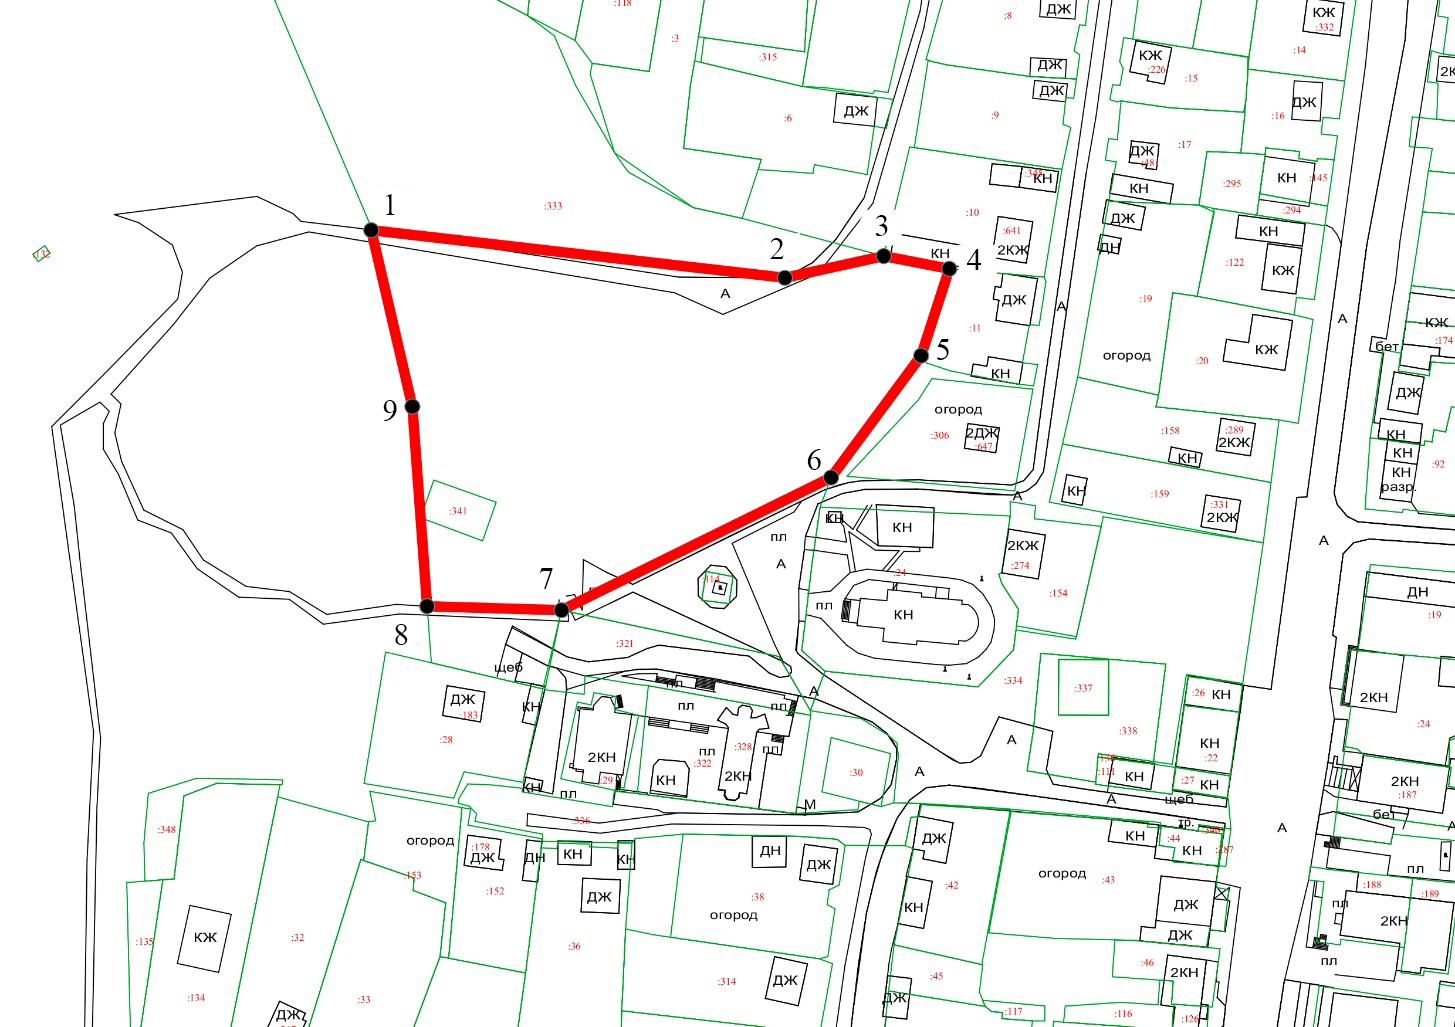 :118
ДЖ
:8
КЖ
:332
:3
:14
:315
КЖ
:226
:15
ДЖ
2К
ДЖ
:6
ДЖ
:9
ДЖ
:16
:17
ДЖ
:481
КН
КН
:295
КН
:145
1
:333
:10
ДЖ
:294
:641
3
2КЖ
КН
ДН
КН
:132
2
4
:122
КЖ
А
ДЖ
:19
А
А
:11
КЖ
:174
5
огород
:20
КЖ
бет
КН
ДЖ
9
огород
:306
2ДЖ
:647
:158
:289
2КЖ
КН
КН
:92
6
КН
КН
КН
разр.
:341
КН
:159
:331
2КЖ
А
КН
КН
пл
А
2КЖ
:274
А
7
:114
:24
:154
ДН
пл
КН
:19
8
:321
щеб
:334
:337
:26
КН
пл
А
2КН
ДЖ
:183
КН
пл
пл
:24
:28
:338
А
КН
:22
2КН
пл
:322
:328
пл
2КН
КН
:29
:30
А
:111
КН
:27
КН
2КН
:187
КН
пл
М
А
щеб
бет
:336
тр.
А
:348
огород
:178
ДЖ
ДН
КН
КН
ДН
ДЖ
ДЖ
КН
:44
КН
:287
:153
:152
ДЖ
:38
огород
:42
огород
:43
пл
:188
:189
КН
ДЖ
пл
2КН
:135
КЖ
:32
:36
ДЖ
пл
:134
:33
:314
ДЖ
:45
ДЖ
:46
2КН
ДЖ
:117
:116
:126